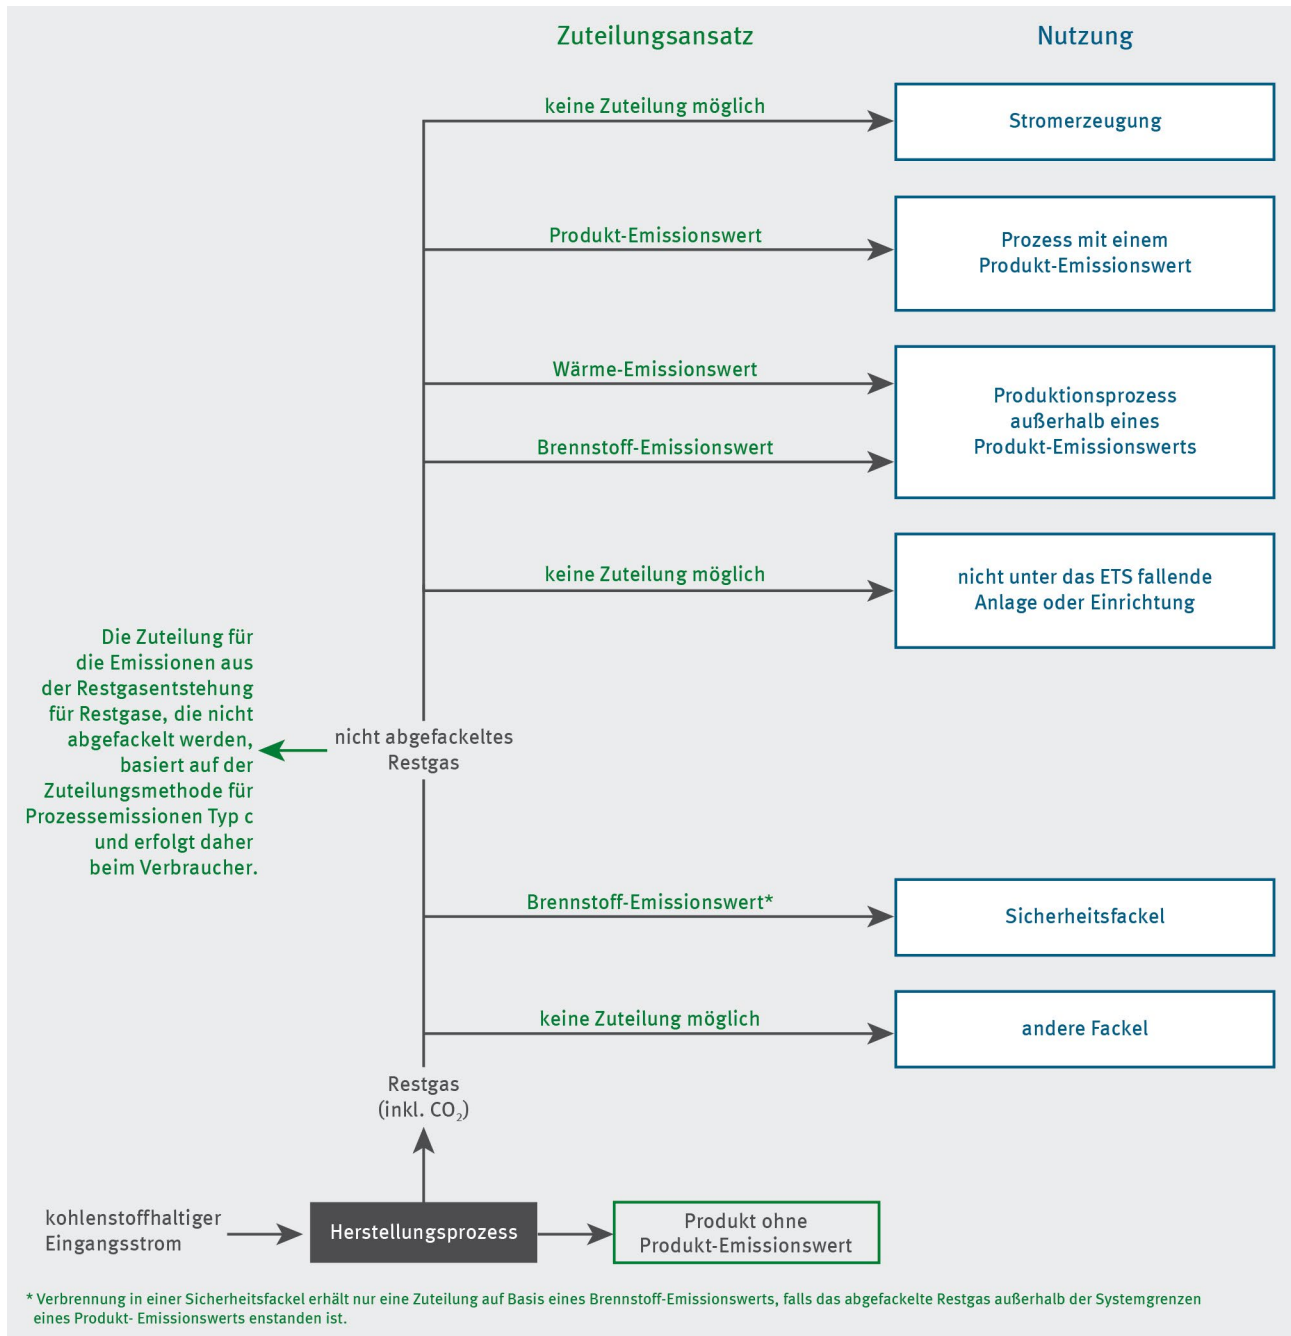 Zuteilungsansatz
Nutzung
keine Zuteilung möglich
Stromerzeugung
Produkt-Emissionswert
Prozess mit einem
Produkt-Emissionswert
Wärme-Emissionswert
Brennstoff-Emissionswert
Produktionsprozess
außerhalb eines
Produkt-Emissionswerts
keine Zuteilung möglich
nicht unter das ETS fallende
Anlage oder Einrichtung
Die Zuteilung für
die Emissionen aus
der Restgasentstehung
für Restgase, die nicht
abgefackelt werden,
basiert auf der
Zuteilungsmethode für
Prozessemissionen Typ c
und erfolgt daher
beim Verbraucher.
nicht abgefackeltes
Restgas
Brennstoff-Emissionswert*
Sicherheitsfackel
keine Zuteilung möglich
andere Fackel
Restgas
(inkl. CO₂)
kohlenstoffhaltiger
Eingangsstrom
Herstellungsprozess
Produkt ohne
Produkt-Emissionswert
* Verbrennung in einer Sicherheitsfackel erhält nur eine Zuteilung auf Basis eines Brennstoff-Emissionswerts, falls das abgefackelte Restgas außerhalb der Systemgrenzen
eines Produkt- Emissionswerts enstanden ist.